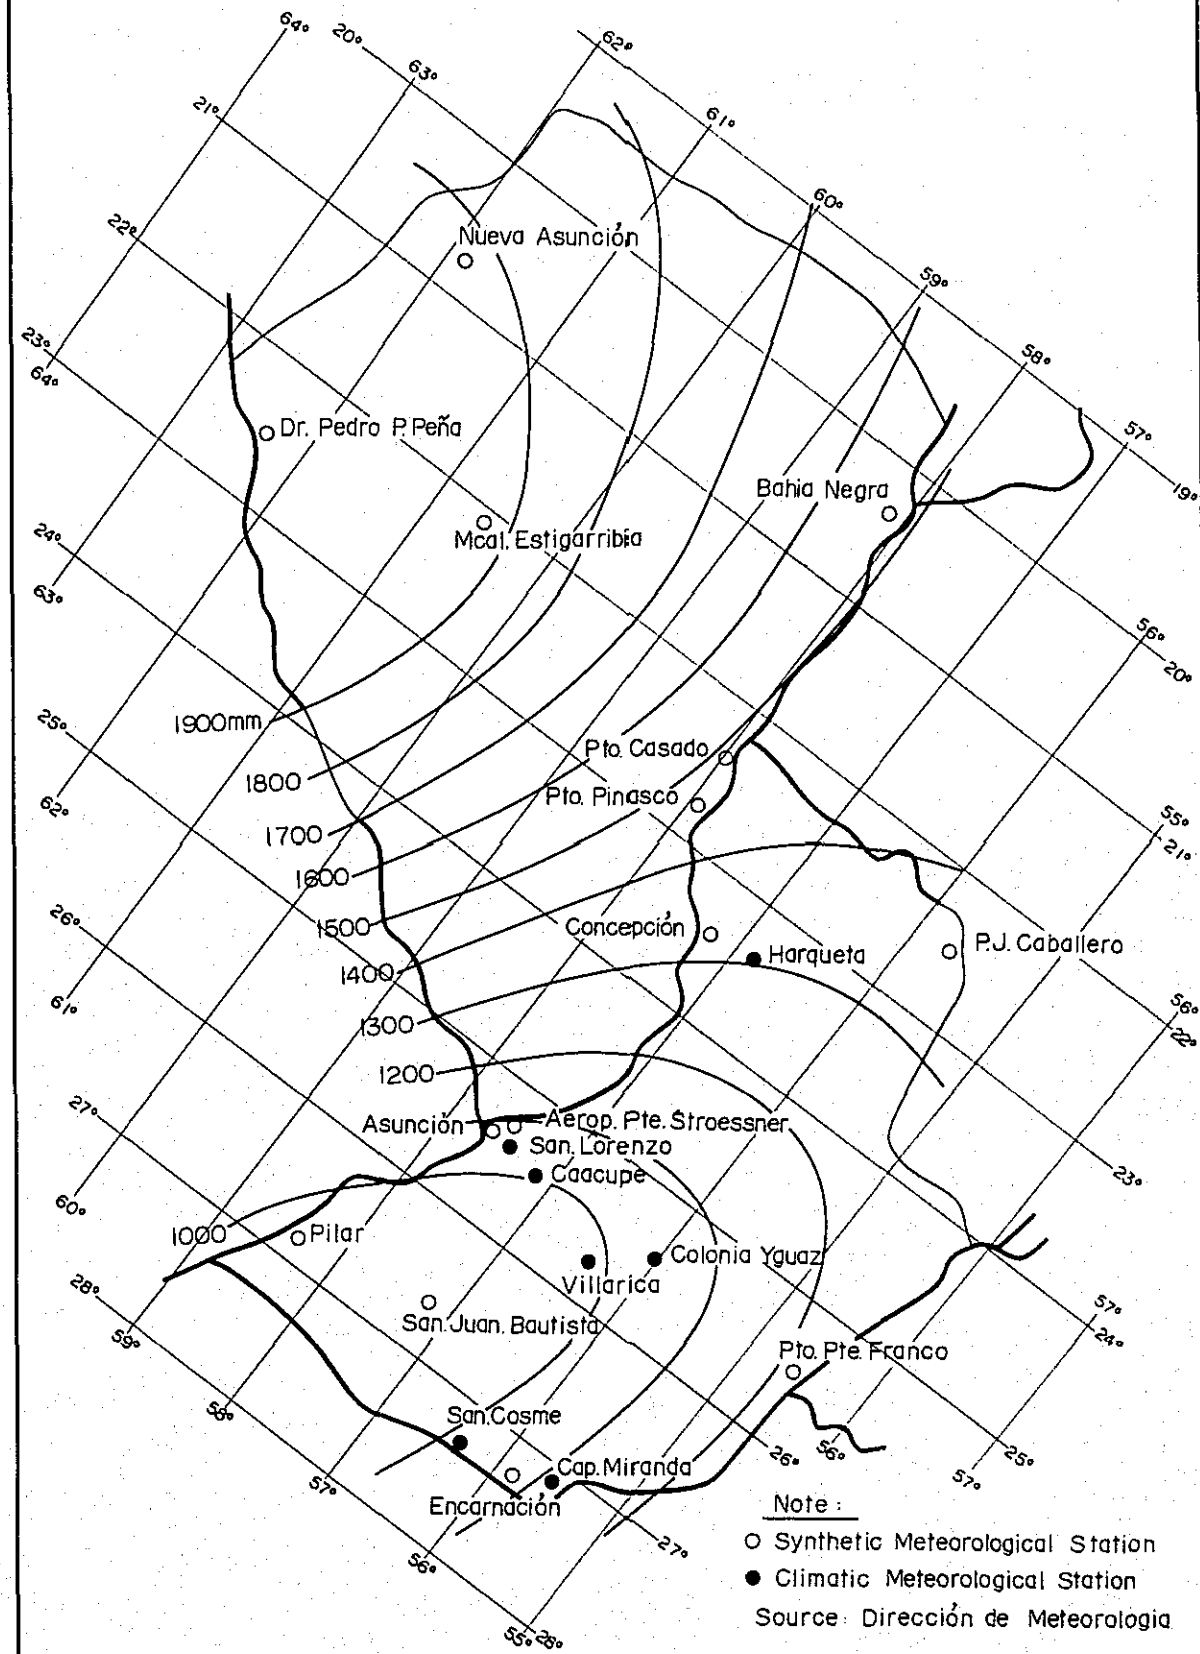 64°
20°
63°
62°
21°
61°
22°
60°
Nueva Asunción
59°
23°
64°
58°
57°
Dr. Pedro P. Peña
Bahia Negra
19°
Mcal. Estigarribia
24°
63°
56°
20°
25°
1900mm
Pto. Casado
1800
Pto. Pinasco
62°
1700
55°
21°
1600
26°
1500
Concepción
P.J. Caballero
Harqueta
1400
61°
1300
56°
22°
1200
27°
Asunción
Aerop. Pte. Stroessner
San. Lorenzo
Caacupe
23°
60°
1000
Pilar
Colonia Yguaz
Villarica
28°
San. Juan. Bautista
57°
24°
59°
Pto. Pte. Franco
58°
San. Cosme
26°
56°
25°
57°
Cap. Miranda
57°
Encarnación
27°
56°
55°
28°
Note :
Synthetic Meteorological Station
Climatic Meteorological Station
Source : Dirección de Meteorologia